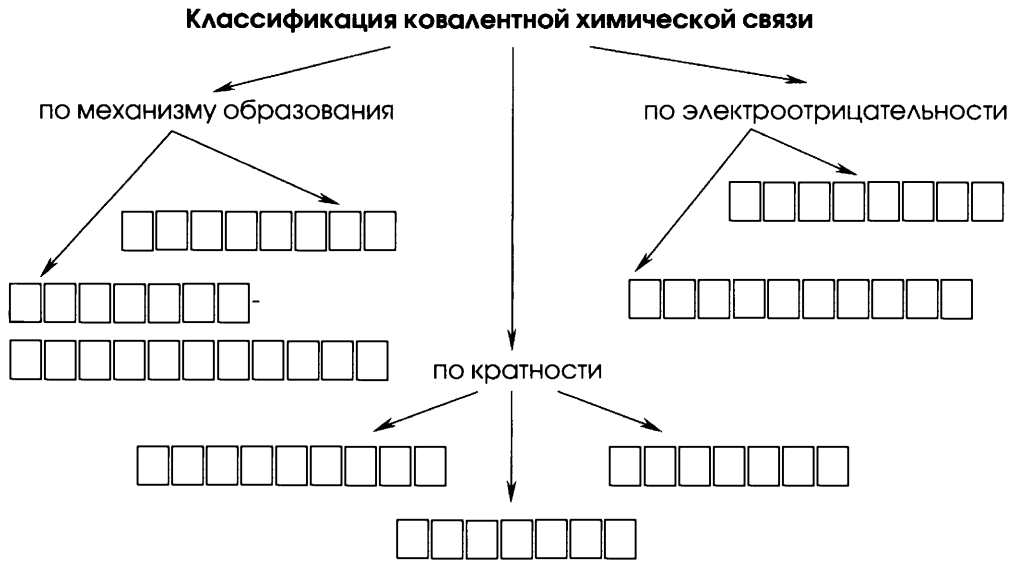 Классификация ковалентной химической связи
по механизму образования
по электроотрицательности
-
по кратности